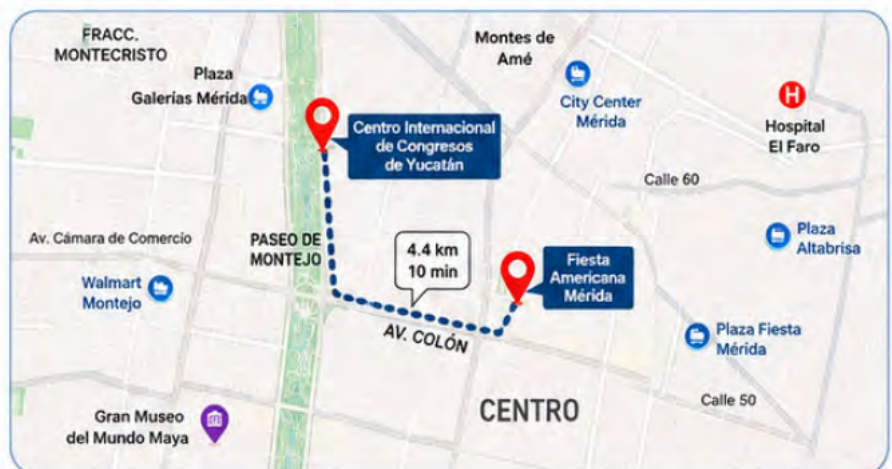 FRACC.
MONTECRISTO
Plaza
Galerías Mérida
Montes de
Amé
City Center
Mérida
H
Hospital
El Faro
Centro Internacional
de Congresos
de Yucatán
Calle 60
Av. Cámara de Comercio
PASEO DE
MONTEJO
4.4 km
10 min
Fiesta
Americana
Mérida
Plaza
Altabrisa
Walmart
Montejo
AV. COLÓN
Plaza Fiesta
Mérida
Calle 50
CENTRO
Gran Museo
del Mundo Maya